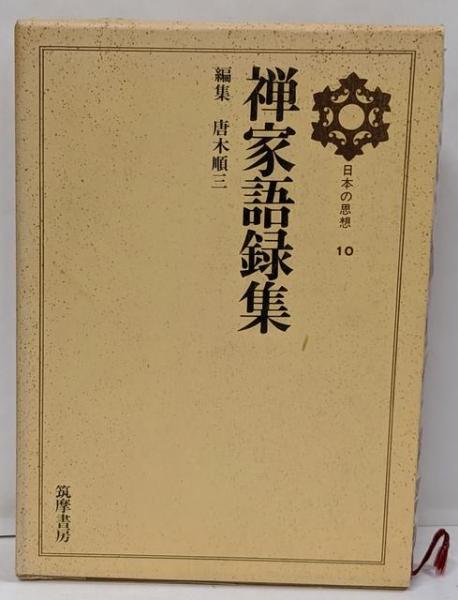 日本の思想 10
禅家語録集
編集 唐木順三
筑摩書房